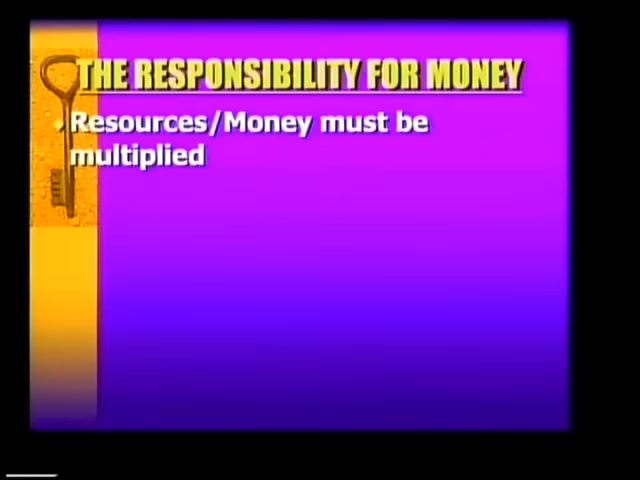 THE RESPONSIBILITY FOR MONEY
Resources/Money must be
multiplied